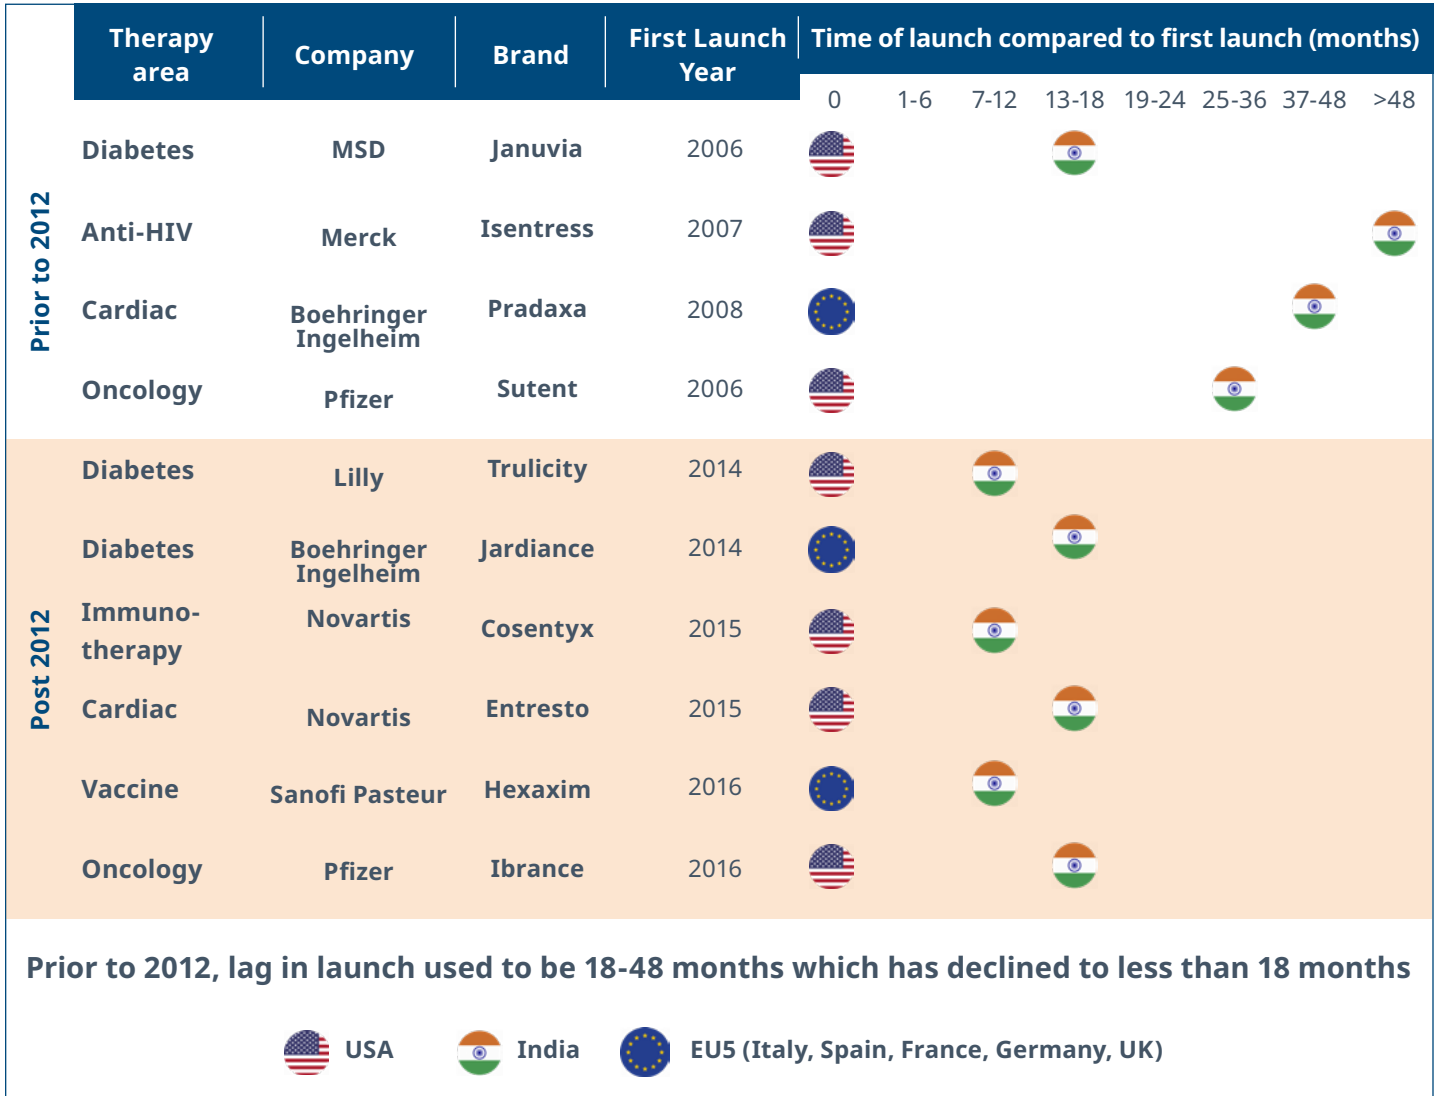 Therapy area
Company
Brand
First Launch Year
Time of launch compared to first launch (months)
0 1-6 7-12 13-18 19-24 25-36 37-48 >48
Prior to 2012
Diabetes MSD Januvia 2006
Anti-HIV Merck Isentress 2007
Cardiac Boehringer Ingelheim Pradaxa 2008
Oncology Pfizer Sutent 2006
Post 2012
Diabetes Lilly Trulicity 2014
Diabetes Boehringer Ingelheim Jardiance 2014
Immuno-therapy Novartis Cosentyx 2015
Cardiac Novartis Entresto 2015
Vaccine Sanofi Pasteur Hexaxim 2016
Oncology Pfizer Ibrance 2016
Prior to 2012, lag in launch used to be 18-48 months which has declined to less than 18 months
USA India EU5 (Italy, Spain, France, Germany, UK)